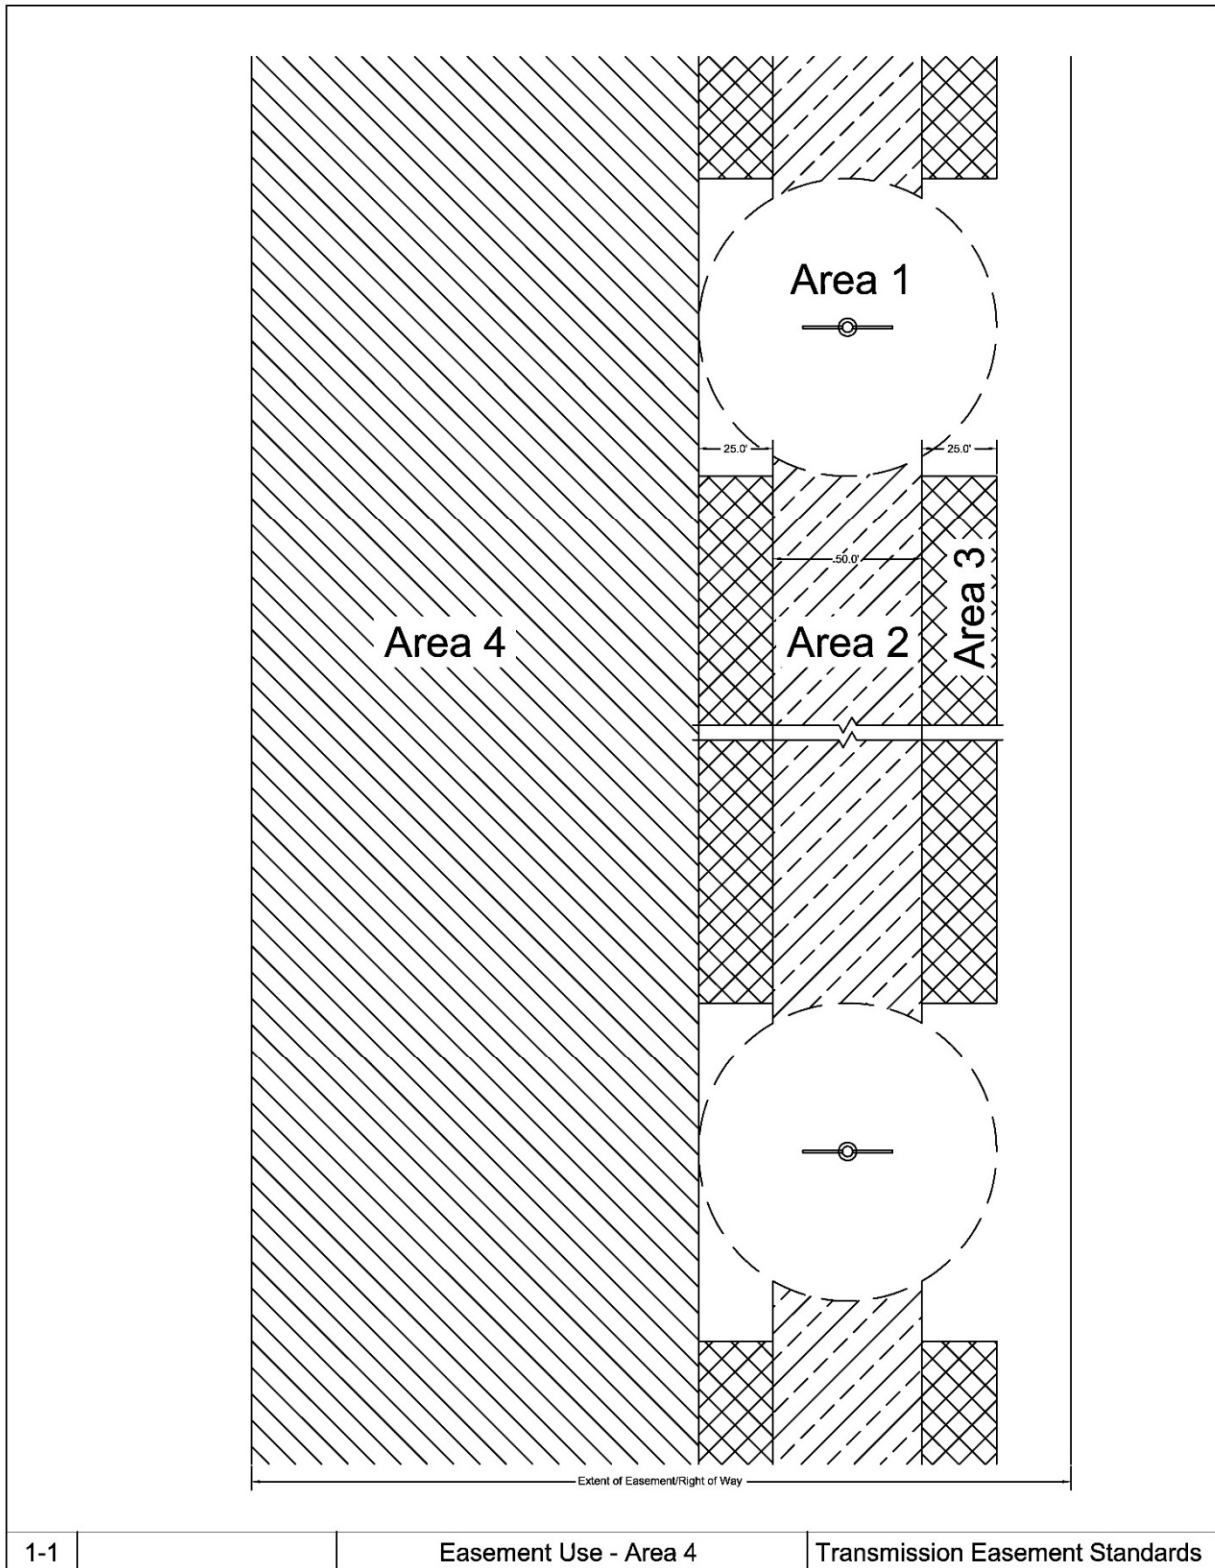 Area 1
25.0'
25.0'
50.0'
Area 3
Area 4
Area 2
Extent of Easement/Right of Way
1-1
Easement Use - Area 4
Transmission Easement Standards